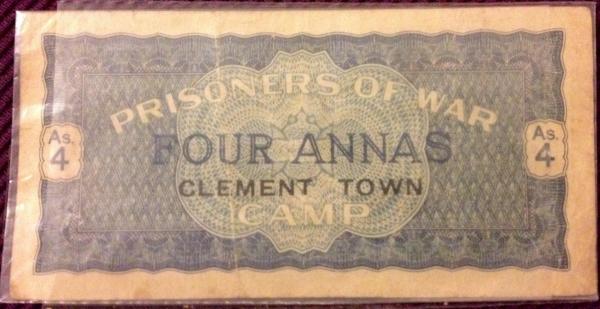 PRISONERS OF WAR
As. 4
FOUR ANNAS
As. 4
CLEMENT TOWN
CAMP